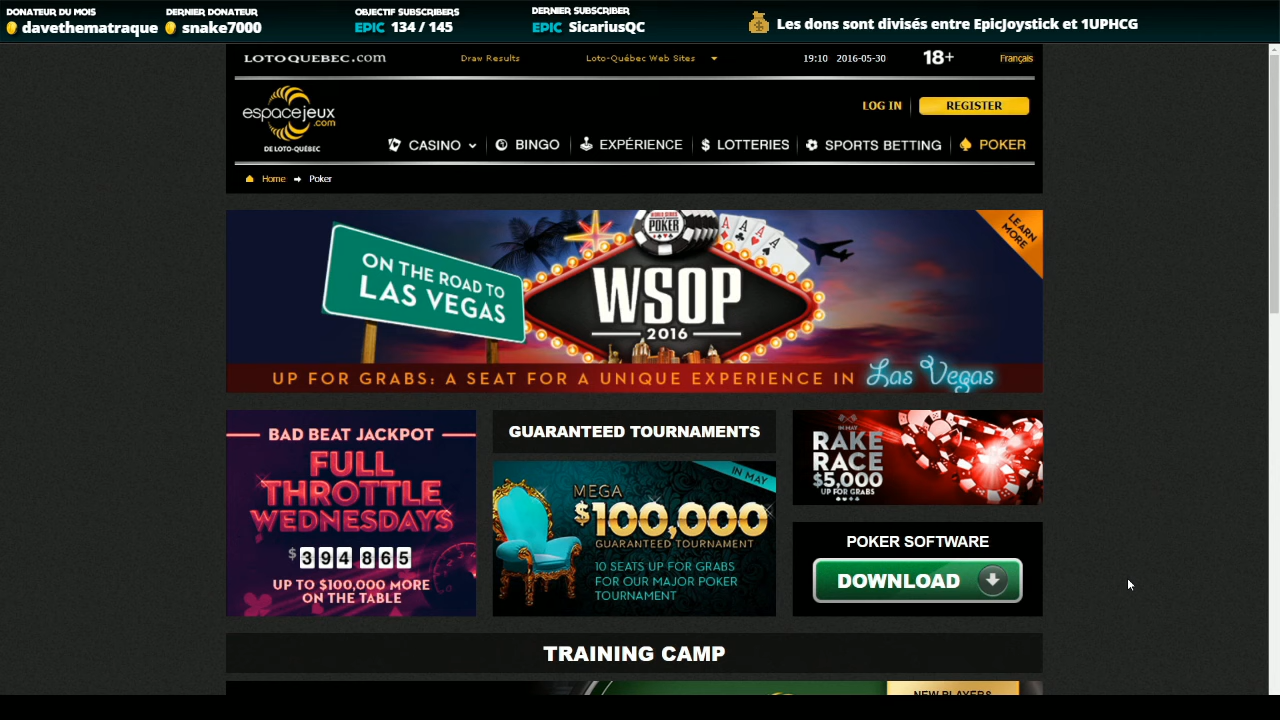 DONATEUR DU MOIS
davethematraque
DERNIER DONATEUR
snake7000
OBJECTIF SUBSCRIBERS
EPIC 134 / 145
DERNIER SUBSCRIBER
EPIC SicariusQC
Les dons sont divisés entre EpicJoystick et 1UPHCG
LOTOQUEBEC.com
Draw Results
Loto-Québec Web Sites
19:10 2016-05-30
18+
Français
espacejeux
.com
DE LOTO-QUÉBEC
LOG IN
REGISTER
CASINO
BINGO
EXPÉRIENCE
LOTTERIES
SPORTS BETTING
POKER
Home
Poker
ON THE ROAD TO
LAS VEGAS
POKER
WSOP
2016
LEARN
MORE
UP FOR GRABS: A SEAT FOR A UNIQUE EXPERIENCE IN Las Vegas
BAD BEAT JACKPOT
FULL
THROTTLE
WEDNESDAYS
$394 865
UP TO $100,000 MORE
ON THE TABLE
GUARANTEED TOURNAMENTS
IN MAY
MEGA
$100,000
GUARANTEED TOURNAMENT
10 SEATS UP FOR GRABS
FOR OUR MAJOR POKER
TOURNAMENT
IN MAY
RAKE
RACE
$5,000
UP FOR GRABS
POKER SOFTWARE
DOWNLOAD
TRAINING CAMP
NEW PLAYERS